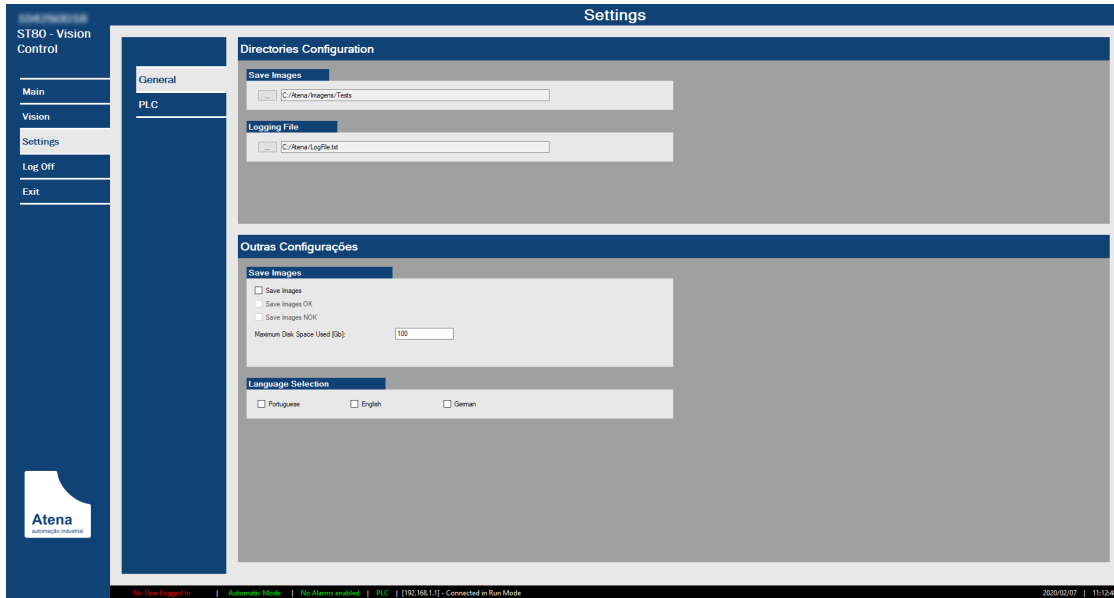 Settings
ST80 - Vision
Control
Main
Vision
Settings
Log Off
Exit
Atena
automação industrial
General
PLC
Directories Configuration
Save Images
... C:/Atena/Imagens/Tests
Logging File
... C:/Atena/LogFile.txt
Outras Configurações
Save Images
Save Images
Save Images OK
Save Images NOK
Maximum Disk Space Used [Gb]: 100
Language Selection
Portuguese English German
No User Logged In | Automatic Mode | No Alarms enabled | PLC | [192.168.1.1] - Connected in Run Mode 2020/02/07 | 11:12:4